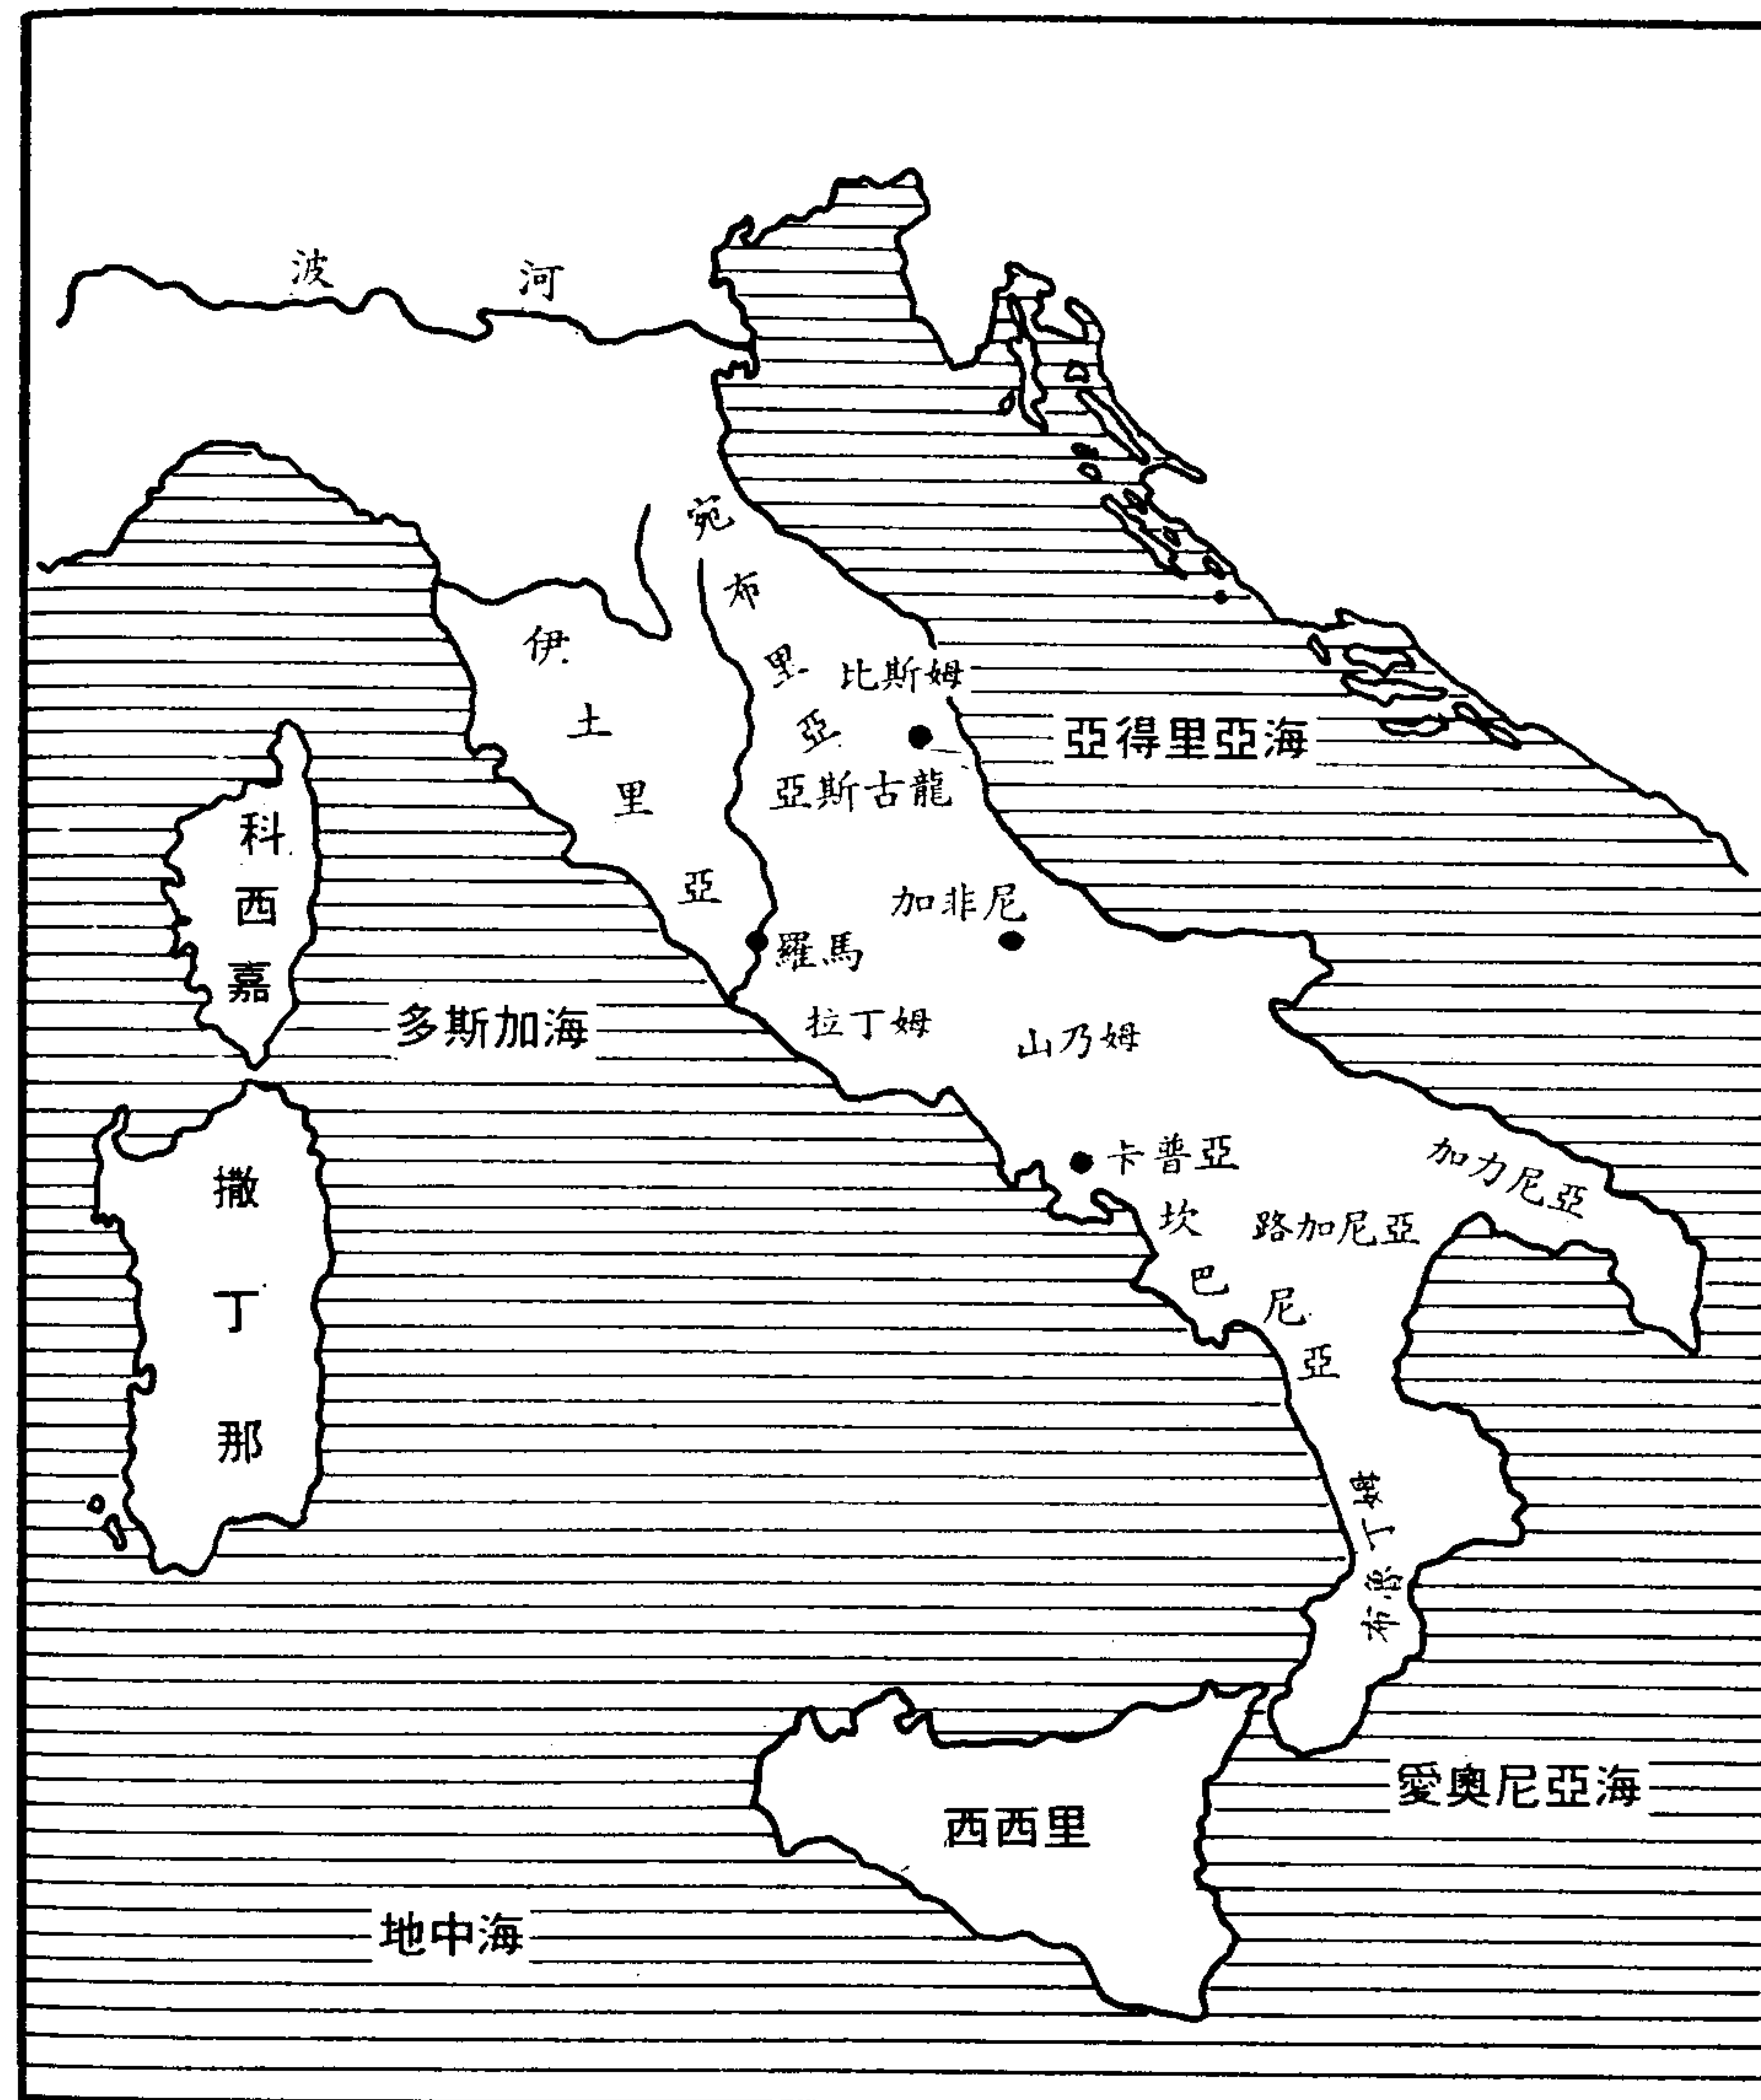 波河
宛布里亞
伊土里亞
比斯姆
亞得里亞海
亞斯古龍
科西嘉
加非尼
羅馬
多斯加海
拉丁姆
山乃姆
卡普亞
加力尼亞
撒丁那
坎巴尼亞
路加尼亞
布魯丁姆
愛奧尼亞海
西西里
地中海